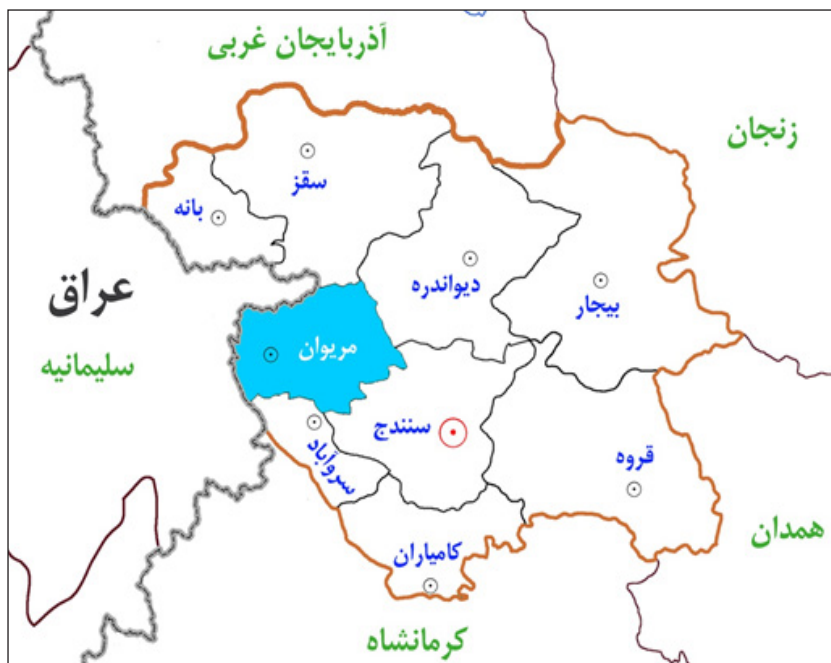 آذربایجان غربی
زنجان
سقز
بانه
دیواندره
بیجار
عراق
سلیمانیه
مریوان
سنندج
سروآباد
قروه
همدان
کامیاران
کرمانشاه